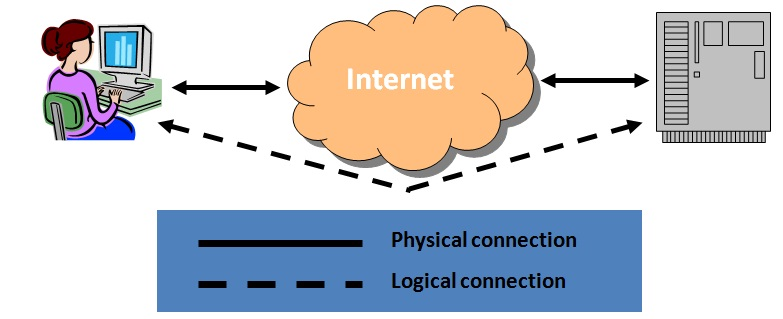 Internet
Physical connection
Logical connection